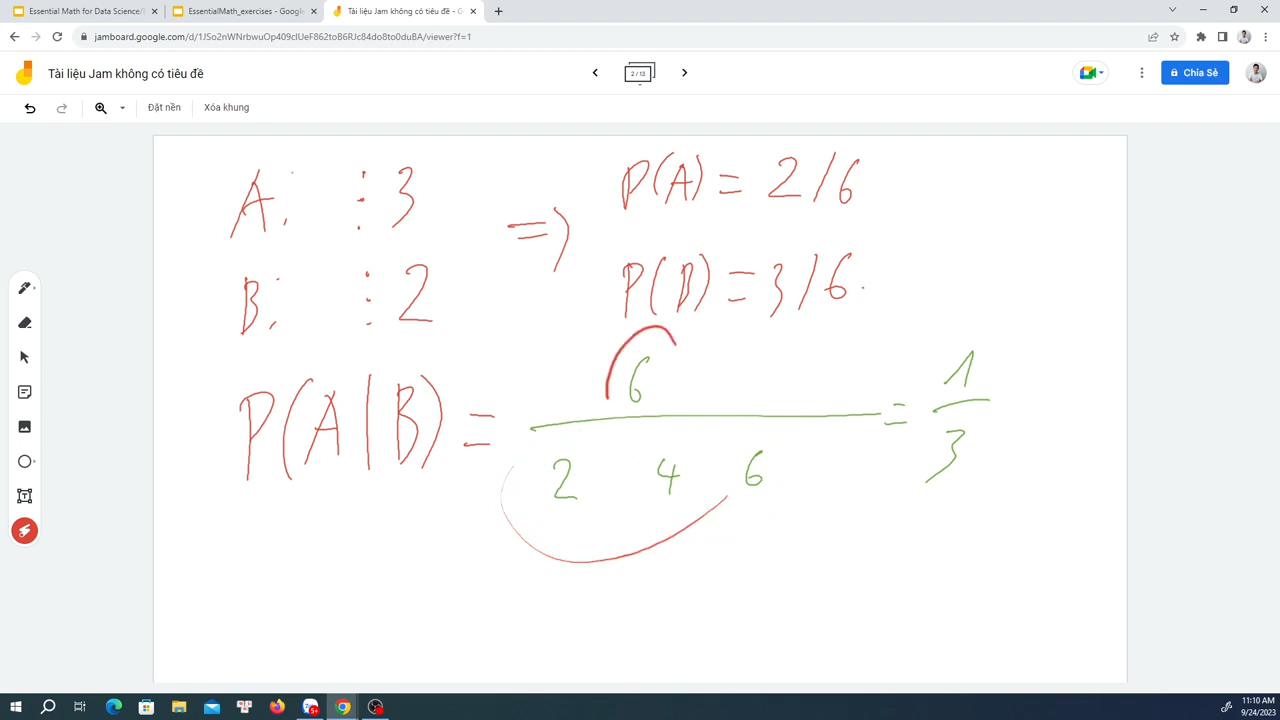 Essential Math for Data Science/I
EssentialMath_exercises - Google
Tài liệu Jam không có tiêu đề - G
jamboard.google.com/d/1JSo2nWNrbwuOp409cIUeF862toB6RJc84do8to0duBA/viewer?f=1
Tài liệu Jam không có tiêu đề
2 / 13
Chia Sẻ
Đặt nền
Xóa khung
A: ⋮ 3
B: ⋮ 2
=>
P(A) = 2/6
P(B) = 3/6.
P(A|B) =
6
2 4 6
= 1
3
5+
11:10 AM
9/24/2023